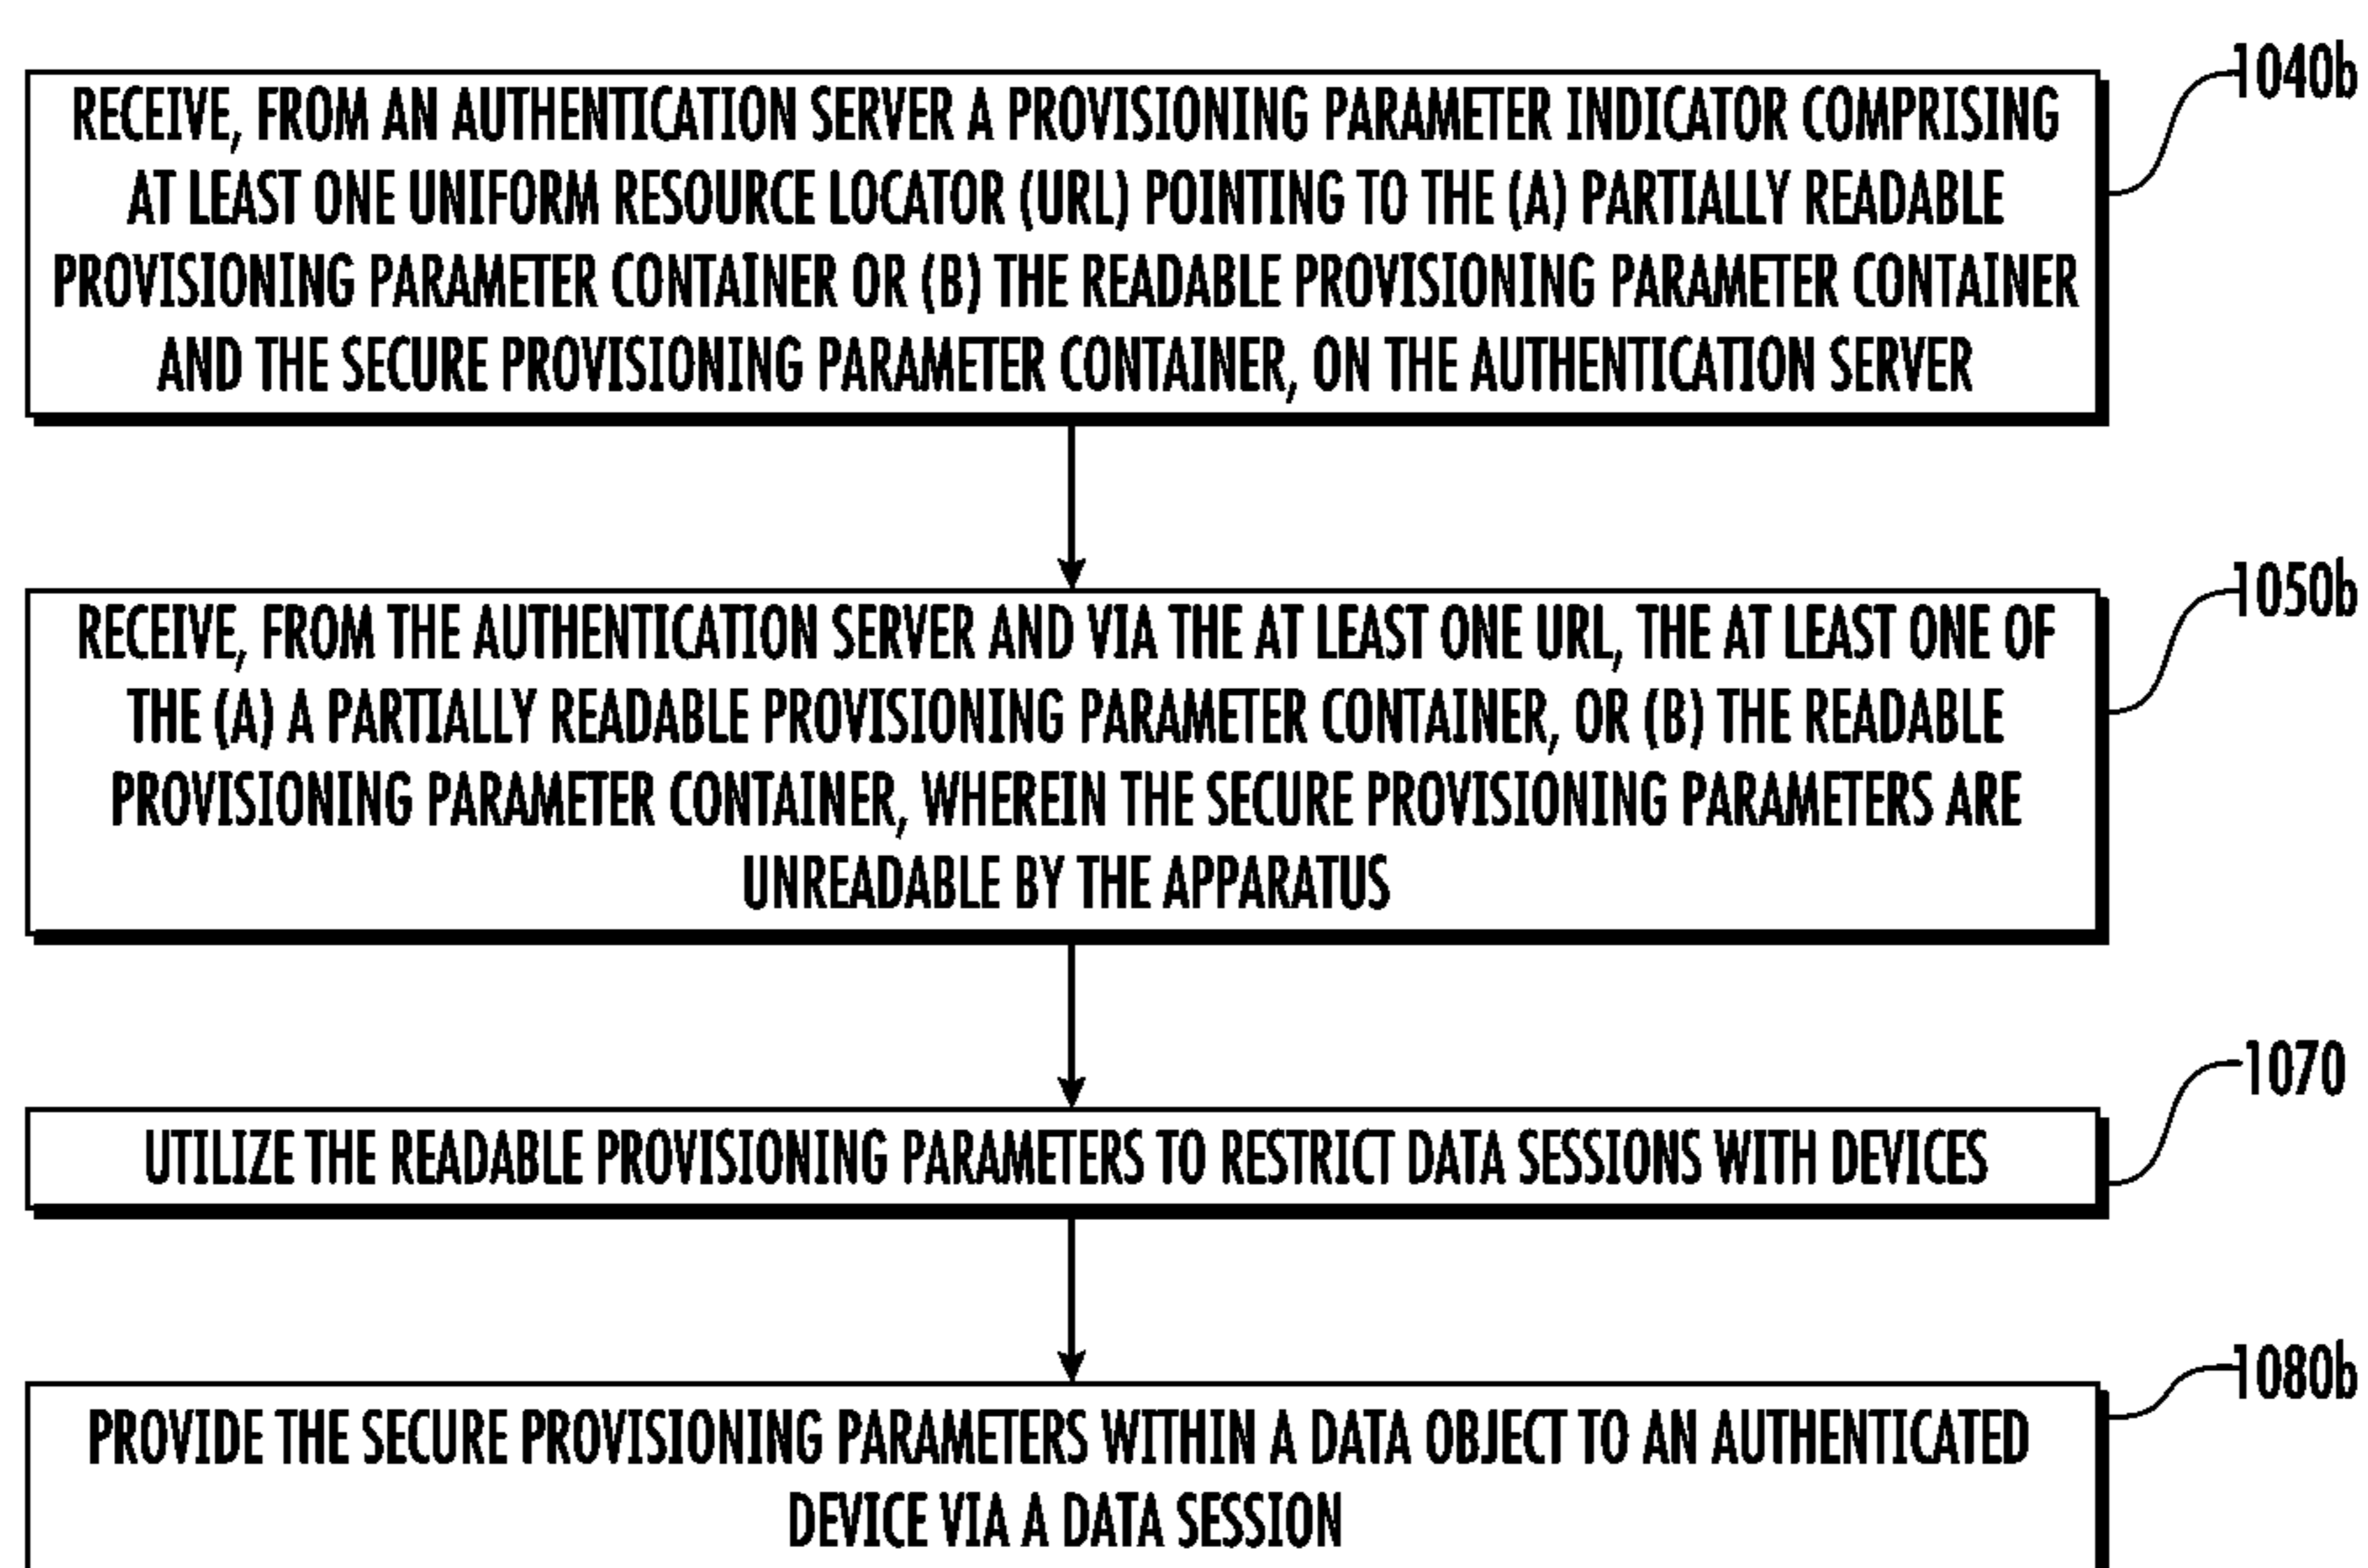 RECEIVE, FROM AN AUTHENTICATION SERVER A PROVISIONING PARAMETER INDICATOR COMPRISING
AT LEAST ONE UNIFORM RESOURCE LOCATOR (URL) POINTING TO THE (A) PARTIALLY READABLE
PROVISIONING PARAMETER CONTAINER OR (B) THE READABLE PROVISIONING PARAMETER CONTAINER
AND THE SECURE PROVISIONING PARAMETER CONTAINER, ON THE AUTHENTICATION SERVER
1040b
RECEIVE, FROM THE AUTHENTICATION SERVER AND VIA THE AT LEAST ONE URL, THE AT LEAST ONE OF
THE (A) A PARTIALLY READABLE PROVISIONING PARAMETER CONTAINER, OR (B) THE READABLE
PROVISIONING PARAMETER CONTAINER, WHEREIN THE SECURE PROVISIONING PARAMETERS ARE
UNREADABLE BY THE APPARATUS
1050b
UTILIZE THE READABLE PROVISIONING PARAMETERS TO RESTRICT DATA SESSIONS WITH DEVICES
1070
PROVIDE THE SECURE PROVISIONING PARAMETERS WITHIN A DATA OBJECT TO AN AUTHENTICATED
DEVICE VIA A DATA SESSION
1080b